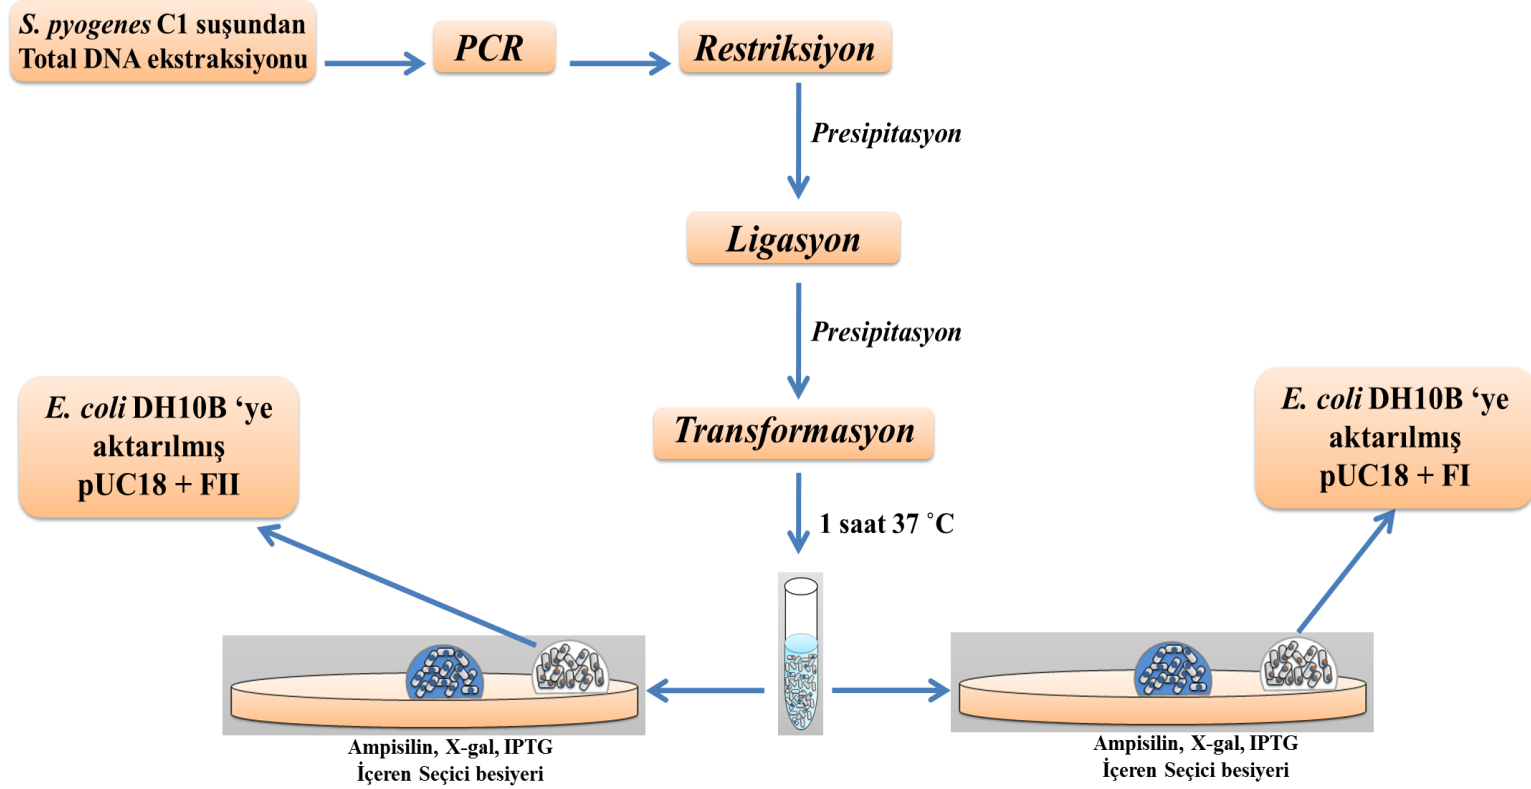 S. pyogenes C1 suşundan
Total DNA ekstraksiyonu
PCR
Restriksiyon
Presipitasyon
Ligasyon
Presipitasyon
Transformasyon
1 saat 37 ˚C
E. coli DH10B ‘ye
aktarılmış
pUC18 + FII
E. coli DH10B ‘ye
aktarılmış
pUC18 + FI
Ampisilin, X-gal, IPTG
İçeren Seçici besiyeri
Ampisilin, X-gal, IPTG
İçeren Seçici besiyeri